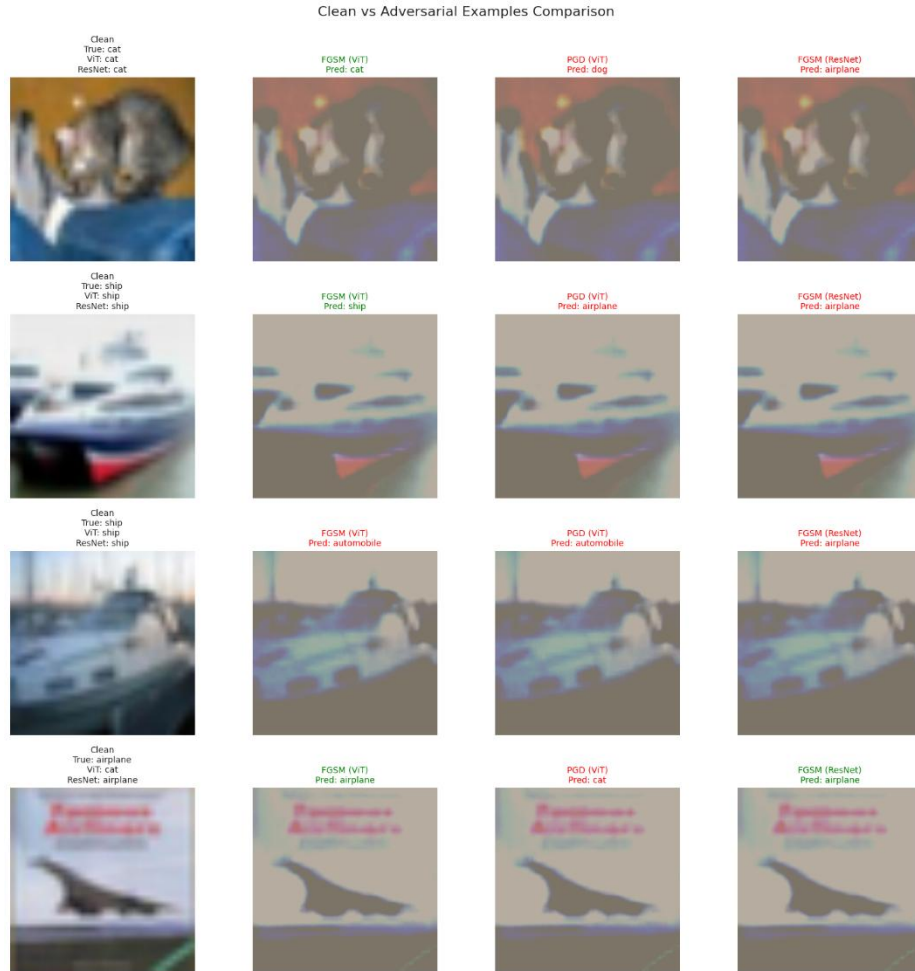 Clean vs Adversarial Examples Comparison
Clean
True: cat
ViT: cat
ResNet: cat
FGSM (ViT)
Pred: cat
PGD (ViT)
Pred: dog
FGSM (ResNet)
Pred: airplane
Clean
True: ship
ViT: ship
ResNet: ship
FGSM (ViT)
Pred: ship
PGD (ViT)
Pred: airplane
FGSM (ResNet)
Pred: airplane
Clean
True: ship
ViT: ship
ResNet: ship
FGSM (ViT)
Pred: automobile
PGD (ViT)
Pred: automobile
FGSM (ResNet)
Pred: airplane
Clean
True: airplane
ViT: cat
ResNet: airplane
FGSM (ViT)
Pred: airplane
PGD (ViT)
Pred: cat
FGSM (ResNet)
Pred: airplane